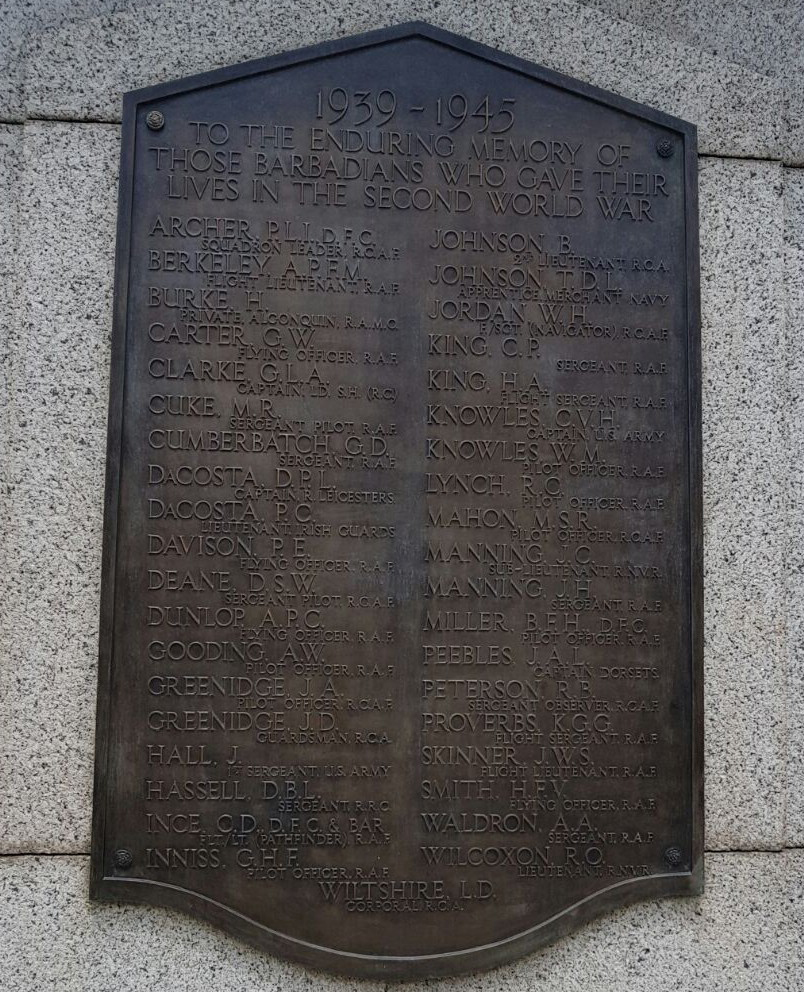 1939 - 1945
TO THE ENDURING MEMORY OF
THOSE BARBADIANS WHO GAVE THEIR
LIVES IN THE SECOND WORLD WAR
ARCHER, P.L.I. D.F.C.
SQUADRON LEADER, R.C.A.F.
BERKELEY, A.P.F.M.
FLIGHT LIEUTENANT, R.A.F.
BURKE, H.
PRIVATE ALGONQUIN, R.A.M.C.
CARTER, G.W.
FLYING OFFICER, R.A.F.
CLARKE, G.L.A.
CAPTAIN, LD. S.H. (R.C)
CUKE, M.R.
SERGEANT PILOT, R.A.F.
CUMBERBATCH, G.D.
SERGEANT, R.A.F.
DACOSTA, D.P.L.
CAPTAIN, R. LEICESTERS
DACOSTA, P.C.
LIEUTENANT, IRISH GUARDS
DAVISON, P.E.
FLYING OFFICER, R.A.F.
DEANE, D.S.W.
SERGEANT PILOT, R.C.A.F.
DUNLOP, A.P.C.
FLYING OFFICER, R.A.F.
GOODING, A.W.
PILOT OFFICER, R.A.F.
GREENIDGE, J.A.
PILOT OFFICER, R.C.A.F.
GREENIDGE, J.D.
GUARDSMAN, R.C.A.
HALL, J.
1ST SERGEANT, U.S. ARMY
HASSELL, D.B.L.
SERGEANT, R.R.C
INCE, C.D., D.F.C. & BAR
FLT/LT. (PATHFINDER), R.A.F.
INNISS, G.H.F.
PILOT OFFICER, R.A.F.
JOHNSON, B.
2ND LIEUTENANT, R.O.A.
JOHNSON, T.D.L.
APPRENTICE, MERCHANT NAVY
JORDAN, W.H.
F/SGT. (NAVIGATOR), R.C.A.F.
KING, C.P.
SERGEANT, R.A.F.
KING, H.A.
FLIGHT SERGEANT, R.A.F.
KNOWLES, C.V.H.
CAPTAIN, U.S. ARMY
KNOWLES, W.M.
PILOT OFFICER, R.A.F.
LYNCH, R.O.
PILOT OFFICER, R.A.F.
MAHON, M.S.R.
PILOT OFFICER, R.C.A.F.
MANNING, J.C.
SUB-LIEUTENANT, R.N.V.R.
MANNING, J.H.
SERGEANT, R.A.F.
MILLER, B.F.H., D.F.C.
PILOT OFFICER, R.A.F.
PEEBLES, J.A.L.
CAPTAIN DORSETS.
PETERSON, R.B.
SERGEANT OBSERVER, R.C.A.F.
PROVERBS, K.G.G.
FLIGHT SERGEANT, R.A.F.
SKINNER, J.W.S.
FLIGHT LIEUTENANT, R.A.F.
SMITH, H.F.V.
FLYING OFFICER, R.A.F.
WALDRON, A.A.
SERGEANT, R.A.F.
WILCOXON, R.O.
LIEUTENANT, R.N.V.R.
WILTSHIRE, L.D.
CORPORAL, R.C.A.